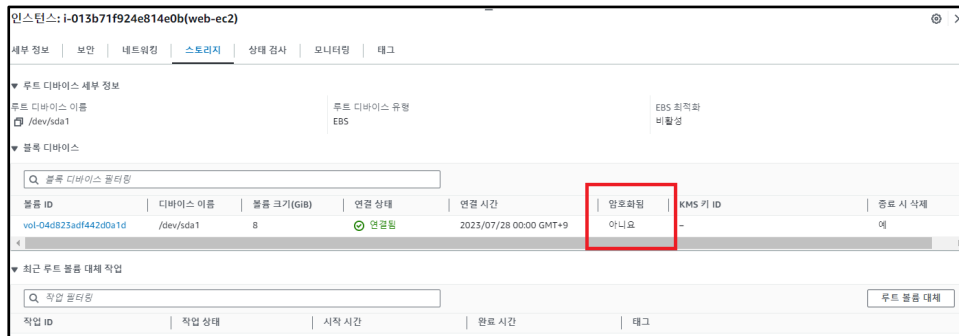 인스턴스: i-013b71f924e814e0b(web-ec2)
세부 정보 보안 네트워킹 스토리지 상태 검사 모니터링 태그
▼ 루트 디바이스 세부 정보
루트 디바이스 이름 루트 디바이스 유형 EBS 최적화
/dev/sda1 EBS 비활성
▼ 블록 디바이스
블록 디바이스 필터링
볼륨 ID 디바이스 이름 볼륨 크기(GiB) 연결 상태 연결 시간 암호화됨 KMS 키 ID 종료 시 삭제
vol-04d823adf442d0a1d /dev/sda1 8 연결됨 2023/07/28 00:00 GMT+9 아니요 – 예
▼ 최근 루트 볼륨 대체 작업
작업 필터링 루트 볼륨 대체
작업 ID 작업 상태 시작 시간 완료 시간 태그